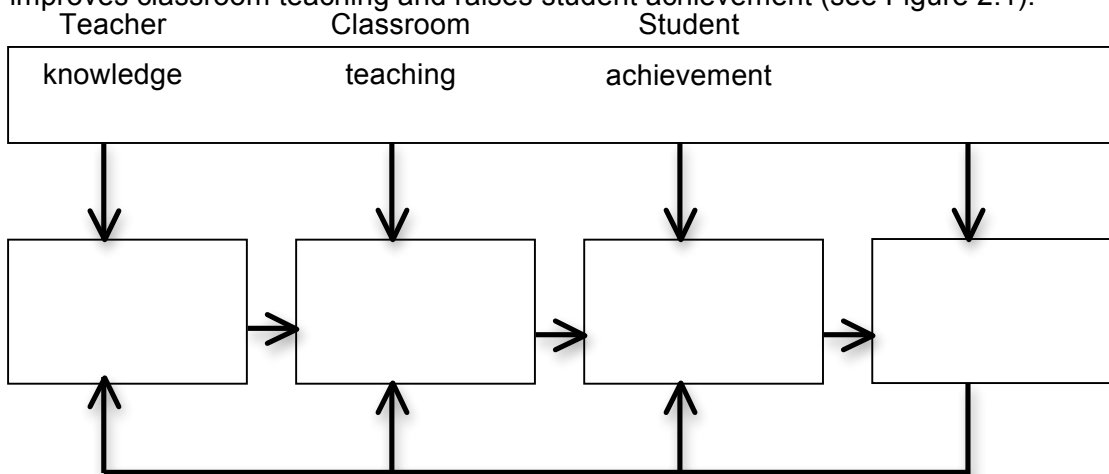 improves classroom teaching and raises student achievement (see Figure 2.1).
Teacher Classroom Student
knowledge teaching achievement